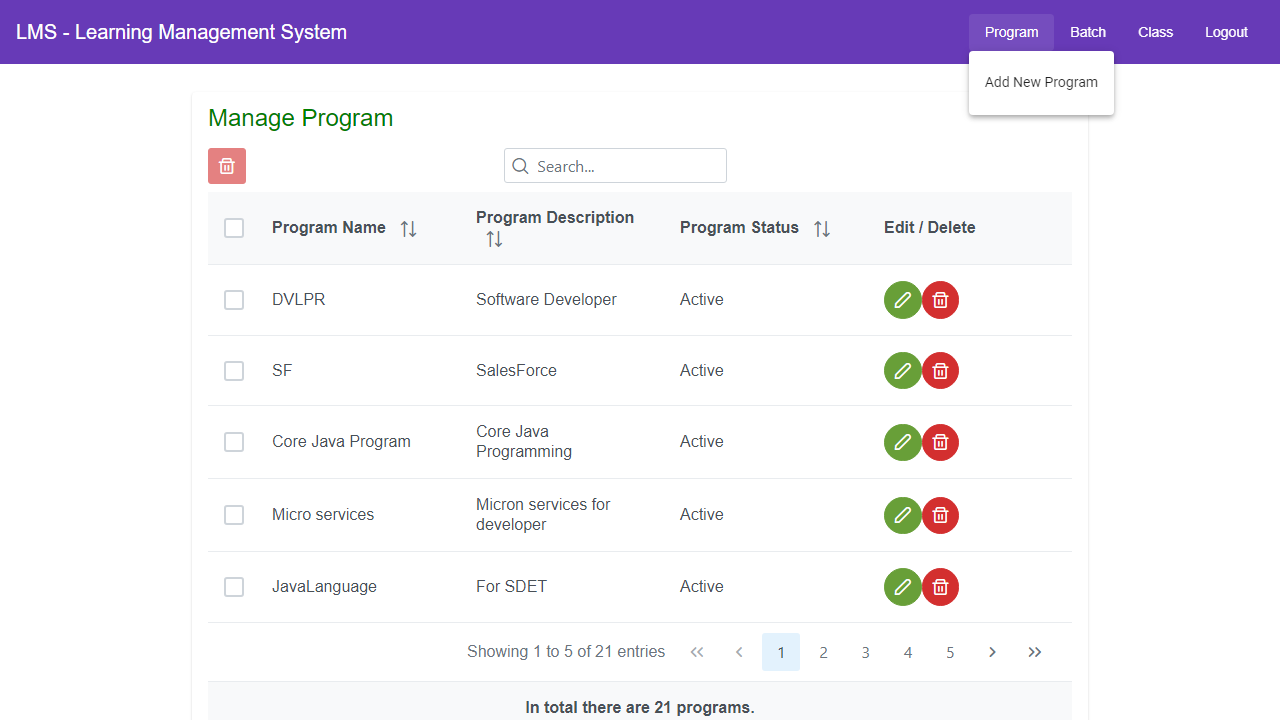 LMS - Learning Management System
Program Batch Class Logout
Add New Program
Manage Program
Search...
Program Name Program Description Program Status Edit / Delete
DVLPR Software Developer Active
SF SalesForce Active
Core Java Program Core Java Programming Active
Micro services Micron services for developer Active
JavaLanguage For SDET Active
Showing 1 to 5 of 21 entries 1 2 3 4 5
In total there are 21 programs.